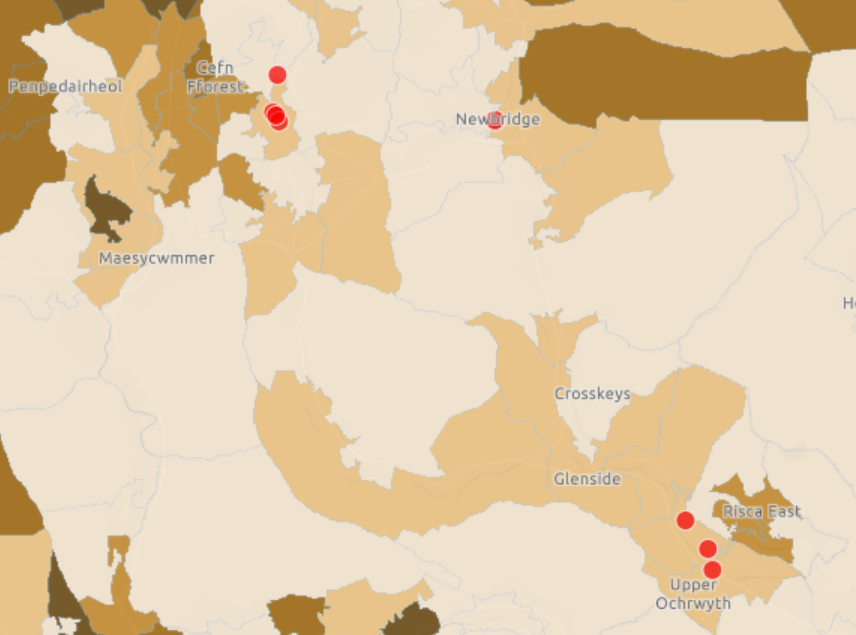 Cefn
Fforest
Penpedairheol
Newbridge
Maesycwmmer
Crosskeys
Glenside
Risca East
Upper
Ochrwyth